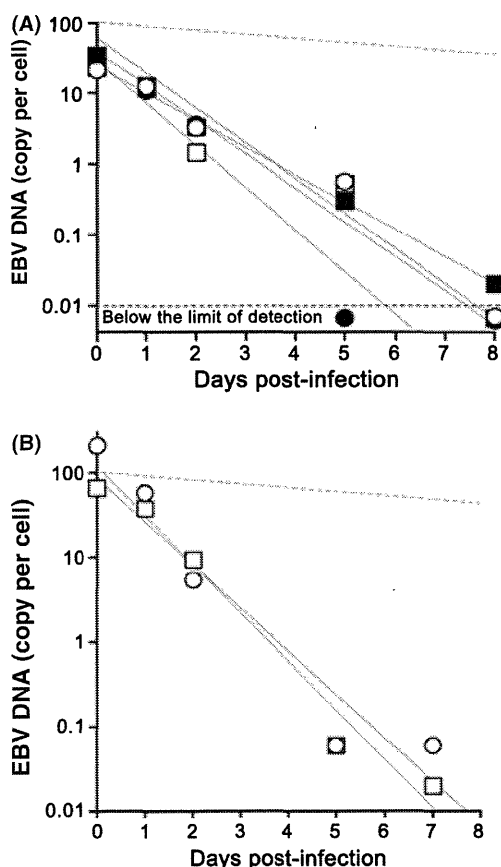 (A)
100
10
1
0.1
0.01
EBV DNA (copy per cell)
Below the limit of detection
0 1 2 3 4 5 6 7 8
Days post-infection
(B)
100
10
1
0.1
0.01
EBV DNA (copy per cell)
0 1 2 3 4 5 6 7 8
Days post-infection